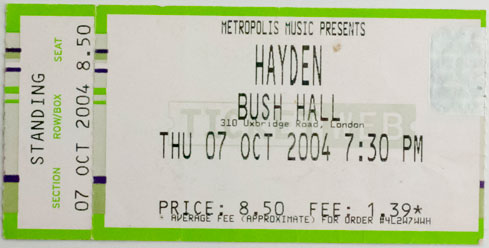 METROPOLIS MUSIC PRESENTS
HAYDEN
BUSH HALL
310 Uxbridge Road, London
THU 07 OCT 2004 7:30 PM
PRICE: 8.50 FEE: 1.39*
* AVERAGE FEE (APPROXIMATE) FOR ORDER #4L2W7WWH
SECTION ROW/BOX SEAT
STANDING
07 OCT 2004 8.50